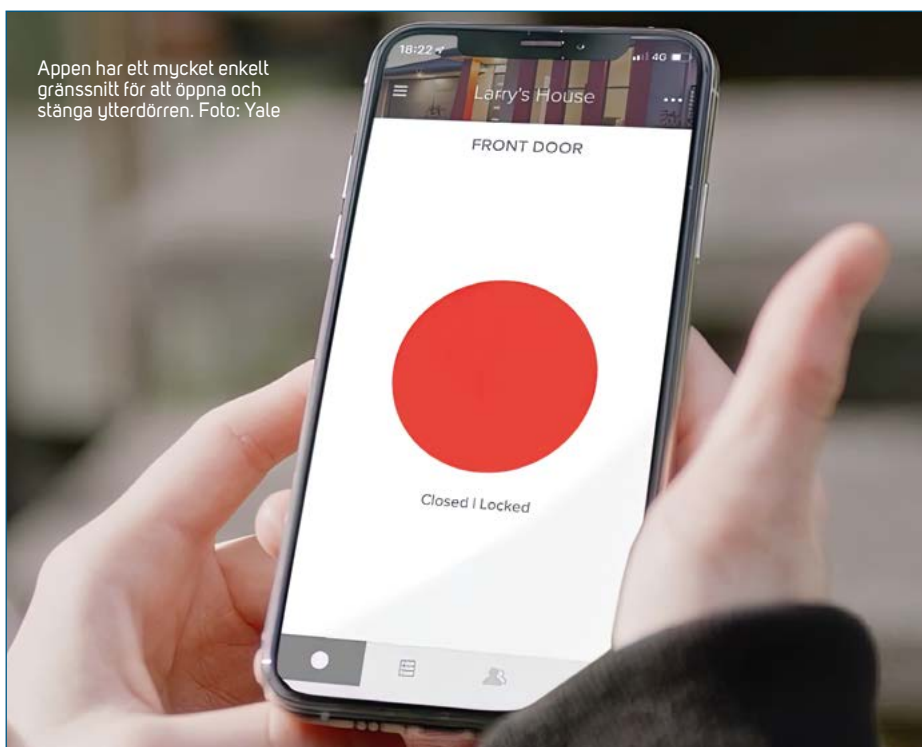 Appen har ett mycket enkelt
gränssnitt för att öppna och
stänga ytterdörren. Foto: Yale
18:22
4G
Larry's House
FRONT DOOR
Closed | Locked